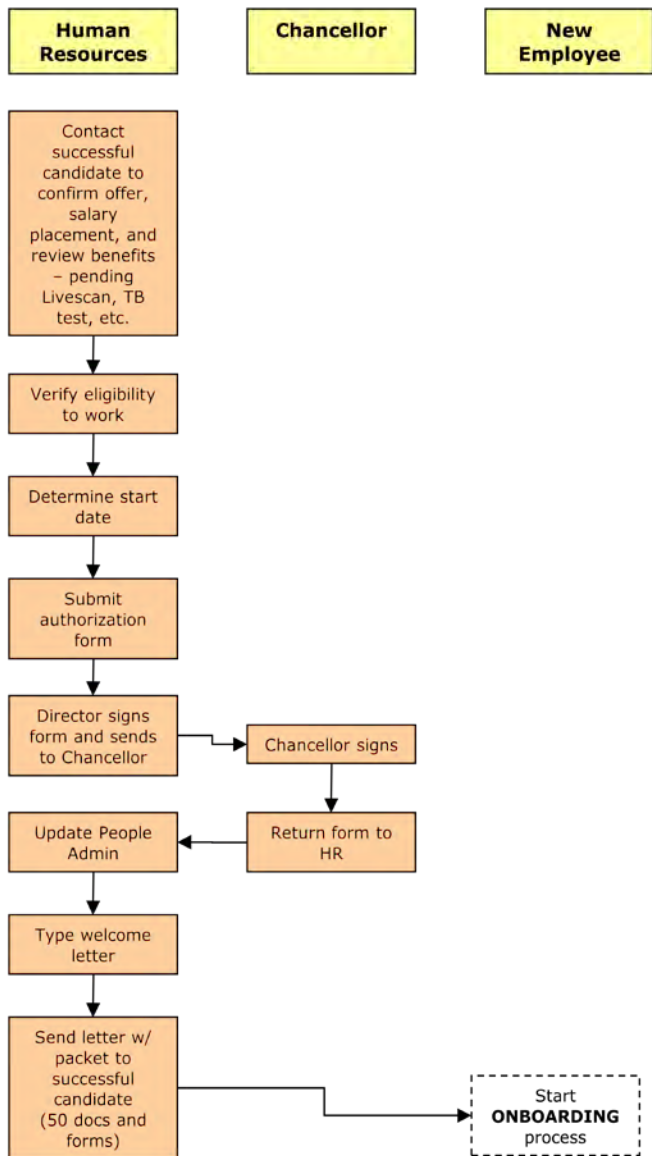 Human
Resources
Chancellor
New
Employee
Contact
successful
candidate to
confirm offer,
salary
placement, and
review benefits
– pending
Livescan, TB
test, etc.
Verify eligibility
to work
Determine start
date
Submit
authorization
form
Director signs
form and sends
to Chancellor
Chancellor signs
Return form to
HR
Update People
Admin
Type welcome
letter
Send letter w/
packet to
successful
candidate
(50 docs and
forms)
Start
ONBOARDING
process